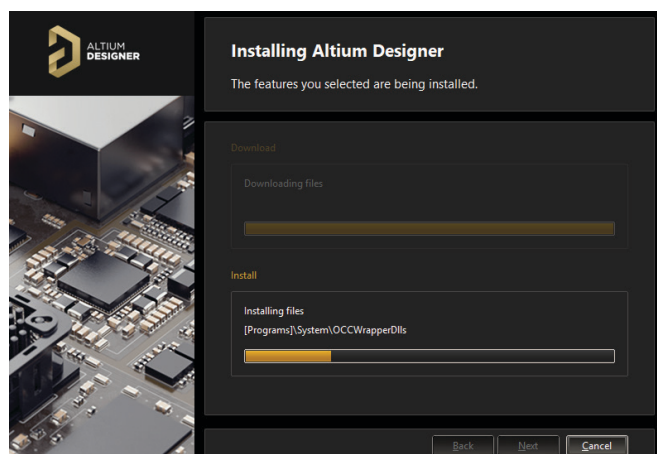 ALTIUM
DESIGNER
Installing Altium Designer
The features you selected are being installed.
Download
Downloading files
Install
Installing files
[Programs]\System\OCCWrapperDlls
Back Next Cancel